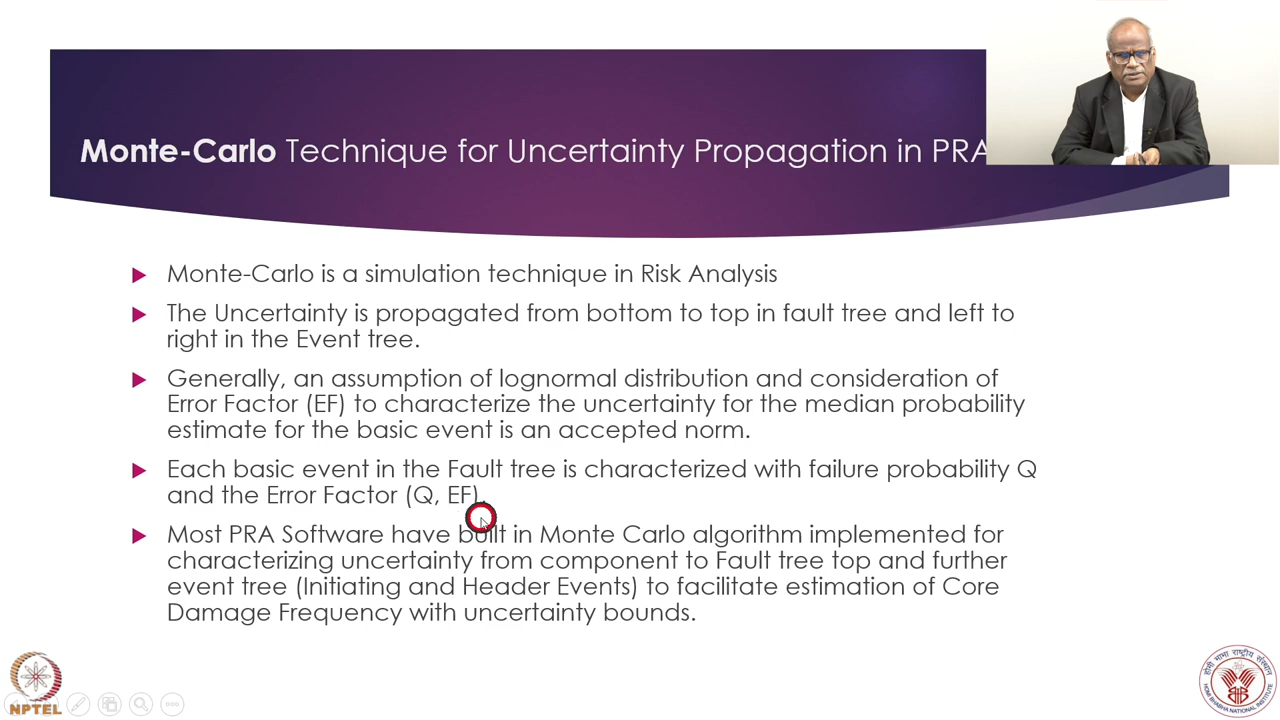 Monte-Carlo Technique for Uncertainty Propagation in PRA
Monte-Carlo is a simulation technique in Risk Analysis
The Uncertainty is propagated from bottom to top in fault tree and left to
right in the Event tree.
Generally, an assumption of lognormal distribution and consideration of
Error Factor (EF) to characterize the uncertainty for the median probability
estimate for the basic event is an accepted norm.
Each basic event in the Fault tree is characterized with failure probability Q
and the Error Factor (Q, EF).
Most PRA Software have built in Monte Carlo algorithm implemented for
characterizing uncertainty from component to Fault tree top and further
event tree (Initiating and Header Events) to facilitate estimation of Core
Damage Frequency with uncertainty bounds.
NPTEL
होमी भाभा राष्ट्रीय संस्थान
HOMI BHABHA NATIONAL INSTITUTE